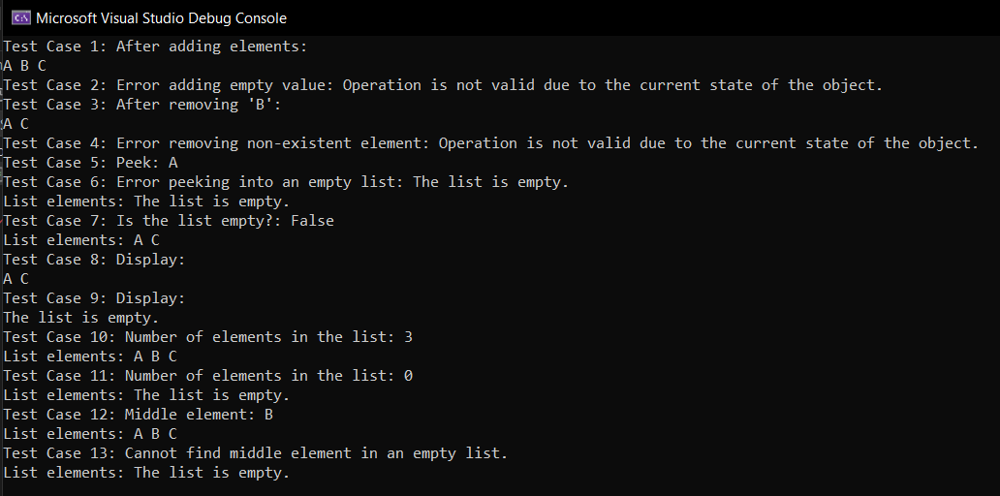 C:\ Microsoft Visual Studio Debug Console
Test Case 1: After adding elements:
A B C
Test Case 2: Error adding empty value: Operation is not valid due to the current state of the object.
Test Case 3: After removing 'B':
A C
Test Case 4: Error removing non-existent element: Operation is not valid due to the current state of the object.
Test Case 5: Peek: A
Test Case 6: Error peeking into an empty list: The list is empty.
List elements: The list is empty.
Test Case 7: Is the list empty?: False
List elements: A C
Test Case 8: Display:
A C
Test Case 9: Display:
The list is empty.
Test Case 10: Number of elements in the list: 3
List elements: A B C
Test Case 11: Number of elements in the list: 0
List elements: The list is empty.
Test Case 12: Middle element: B
List elements: A B C
Test Case 13: Cannot find middle element in an empty list.
List elements: The list is empty.